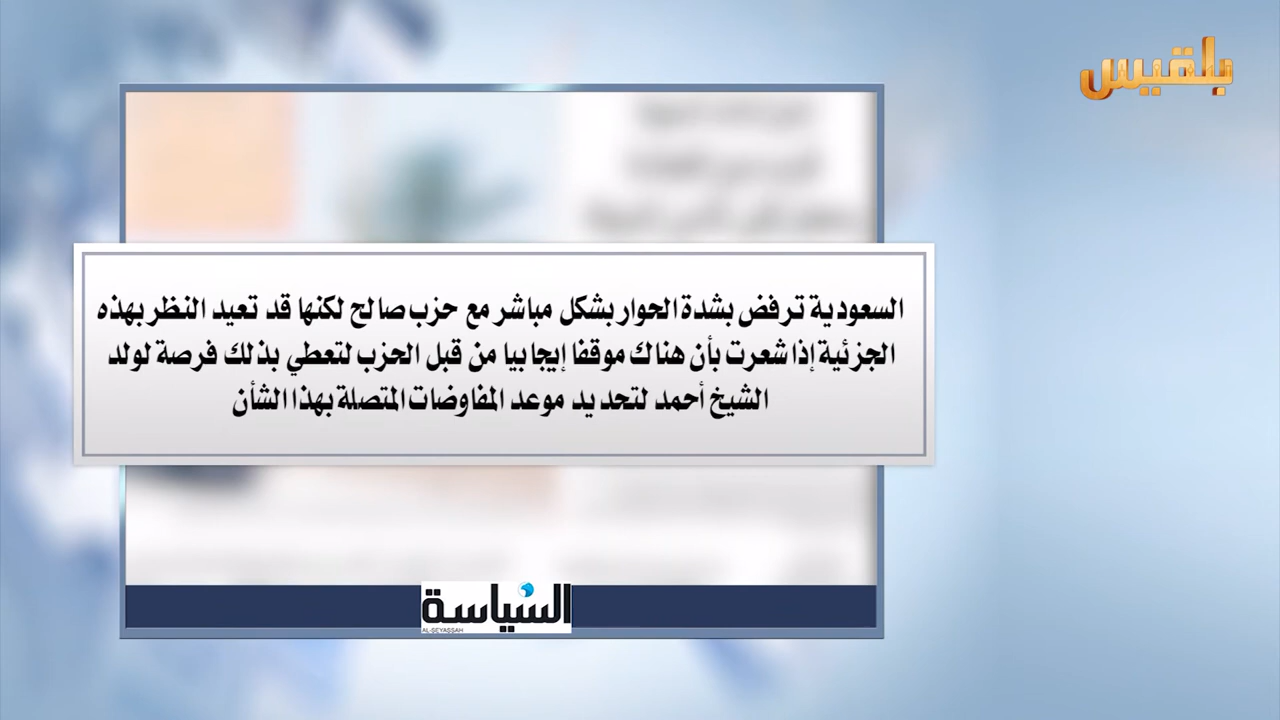 بلقيس
السعودية ترفض بشدة الحوار بشكل مباشر مع حزب صالح لكنها قد تعيد النظر بهذه
الجزئية إذا شعرت بأن هناك موقفا إيجابيا من قبل الحزب لتعطي بذلك فرصة لولد
الشيخ أحمد لتحديد موعد المفاوضات المتصلة بهذا الشأن
السياسة
AL-SEYASSAH